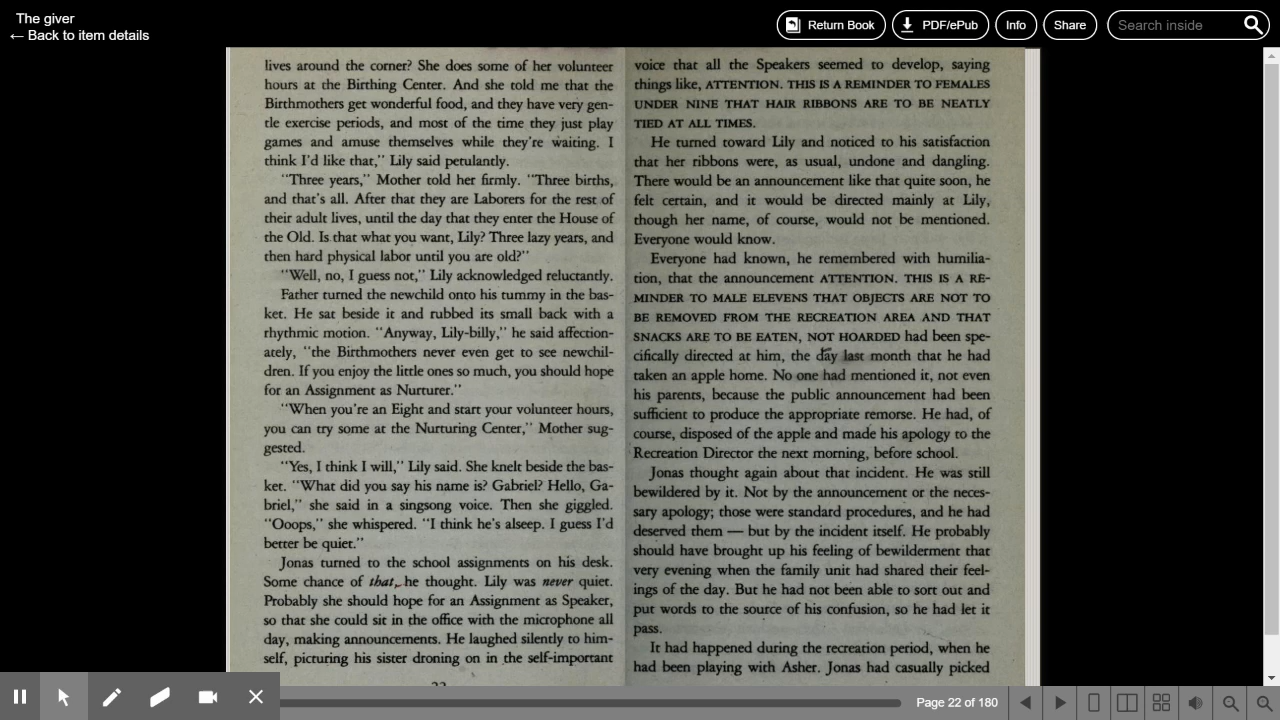 The giver
← Back to item details
Return Book
PDF/ePub
Info
Share
Search inside
lives around the corner? She does some of her volunteer
hours at the Birthing Center. And she told me that the
Birthmothers get wonderful food, and they have very gen-
tle exercise periods, and most of the time they just play
games and amuse themselves while they're waiting. I
think I'd like that," Lily said petulantly.
"Three years," Mother told her firmly. "Three births,
and that's all. After that they are Laborers for the rest of
their adult lives, until the day that they enter the House of
the Old. Is that what you want, Lily? Three lazy years, and
then hard physical labor until you are old?"
"Well, no, I guess not," Lily acknowledged reluctantly.
Father turned the newchild onto his tummy in the bas-
ket. He sat beside it and rubbed its small back with a
rhythmic motion. "Anyway, Lily-billy," he said affection-
ately, "the Birthmothers never even get to see newchil-
dren. If you enjoy the little ones so much, you should hope
for an Assignment as Nurturer."
"When you're an Eight and start your volunteer hours,
you can try some at the Nurturing Center," Mother sug-
gested.
"Yes, I think I will," Lily said. She knelt beside the bas-
ket. "What did you say his name is? Gabriel? Hello, Ga-
briel," she said in a singsong voice. Then she giggled.
"Ooops," she whispered. "I think he's alseep. I guess I'd
better be quiet."
Jonas turned to the school assignments on his desk.
Some chance of that, he thought. Lily was never quiet.
Probably she should hope for an Assignment as Speaker,
so that she could sit in the office with the microphone all
day, making announcements. He laughed silently to him-
self, picturing his sister droning on in the self-important
voice that all the Speakers seemed to develop, saying
things like, ATTENTION. THIS IS A REMINDER TO FEMALES
UNDER NINE THAT HAIR RIBBONS ARE TO BE NEATLY
TIED AT ALL TIMES.
He turned toward Lily and noticed to his satisfaction
that her ribbons were, as usual, undone and dangling.
There would be an announcement like that quite soon, he
felt certain, and it would be directed mainly at Lily,
though her name, of course, would not be mentioned.
Everyone would know.
Everyone had known, he remembered with humilia-
tion, that the announcement ATTENTION. THIS IS A RE-
MINDER TO MALE ELEVENS THAT OBJECTS ARE NOT TO
BE REMOVED FROM THE RECREATION AREA AND THAT
SNACKS ARE TO BE EATEN, NOT HOARDED had been spe-
cifically directed at him, the day last month that he had
taken an apple home. No one had mentioned it, not even
his parents, because the public announcement had been
sufficient to produce the appropriate remorse. He had, of
course, disposed of the apple and made his apology to the
Recreation Director the next morning, before school.
Jonas thought again about that incident. He was still
bewildered by it. Not by the announcement or the neces-
sary apology; those were standard procedures, and he had
deserved them — but by the incident itself. He probably
should have brought up his feeling of bewilderment that
very evening when the family unit had shared their feel-
ings of the day. But he had not been able to sort out and
put words to the source of his confusion, so he had let it
pass.
It had happened during the recreation period, when he
had been playing with Asher. Jonas had casually picked
Page 22 of 180